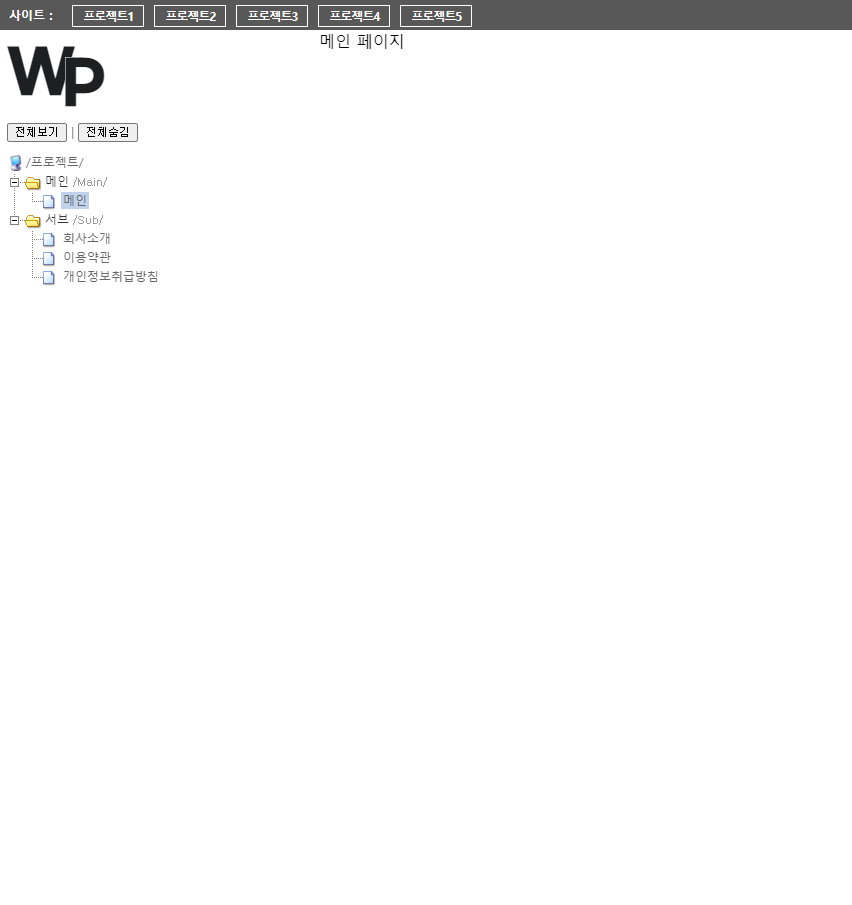 사이트 : 프로젝트1 프로젝트2 프로젝트3 프로젝트4 프로젝트5
메인 페이지
Wp
전체보기 | 전체숨김
/프로젝트/
메인 /Main/
메인
서브 /Sub/
회사소개
이용약관
개인정보취급방침